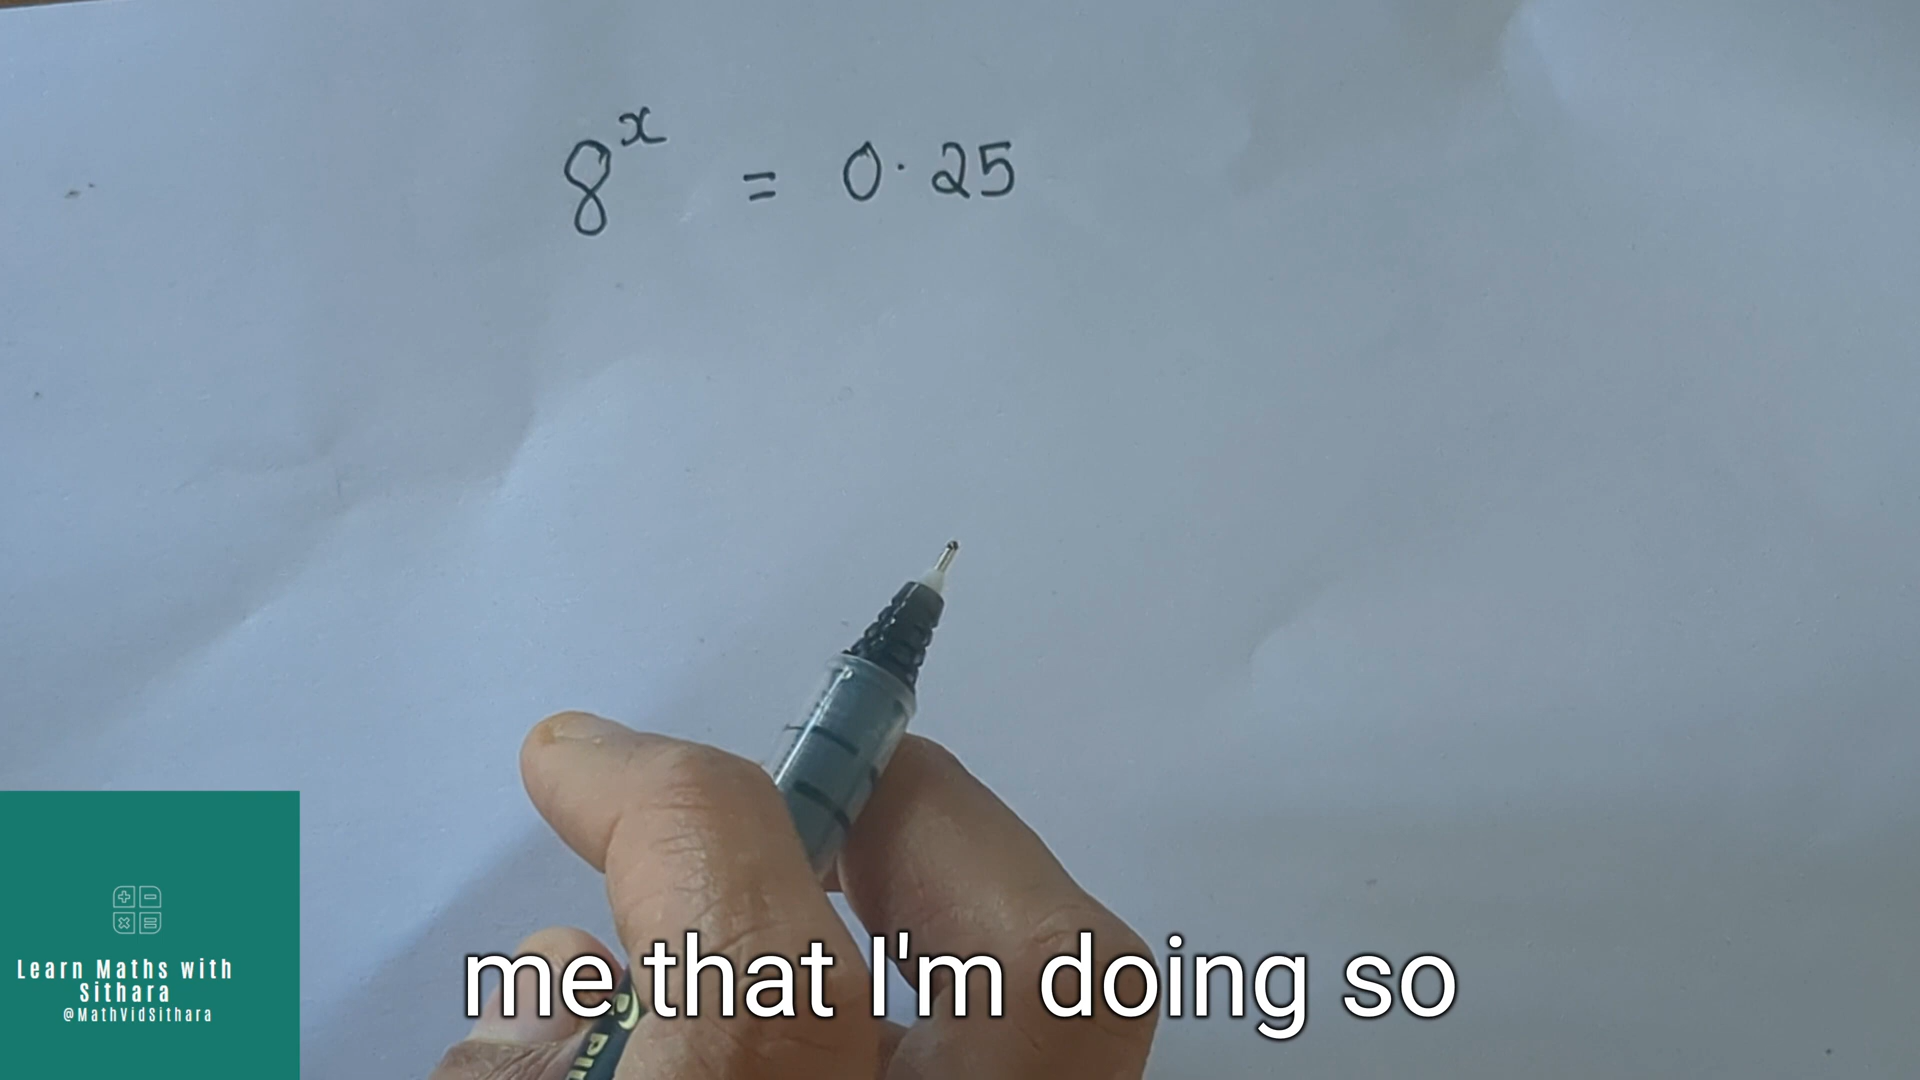 8^x = 0.25
Learn Maths with
Sithara
@MathVidSithara
me that I'm doing so